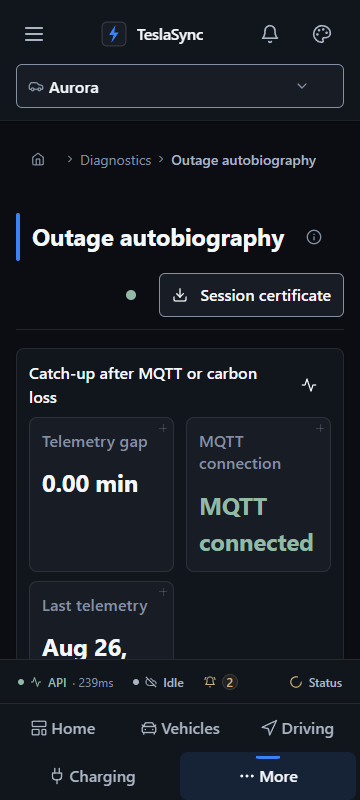 TeslaSync
Aurora
Diagnostics
Outage autobiography
Outage autobiography
Session certificate
Catch-up after MQTT or carbon
loss
Telemetry gap
0.00 min
MQTT
connection
MQTT
connected
Last telemetry
Aug 26,
API · 239ms
Idle
2
Status
Home
Vehicles
Driving
Charging
More